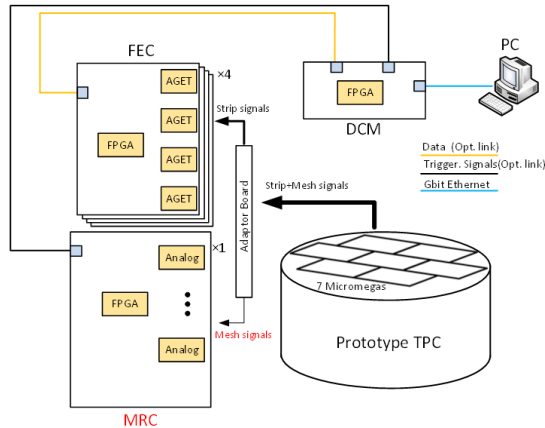 FEC
PC
AGET
×4
FPGA
DCM
Strip signals
AGET
FPGA
AGET
AGET
Data (Opt. link)
Trigger. Signals(Opt. link)
Gbit Ethernet
Adaptor Board
Strip+Mesh signals
×1
Analog
FPGA
Analog
Mesh signals
7 Micromegas
Prototype TPC
MRC